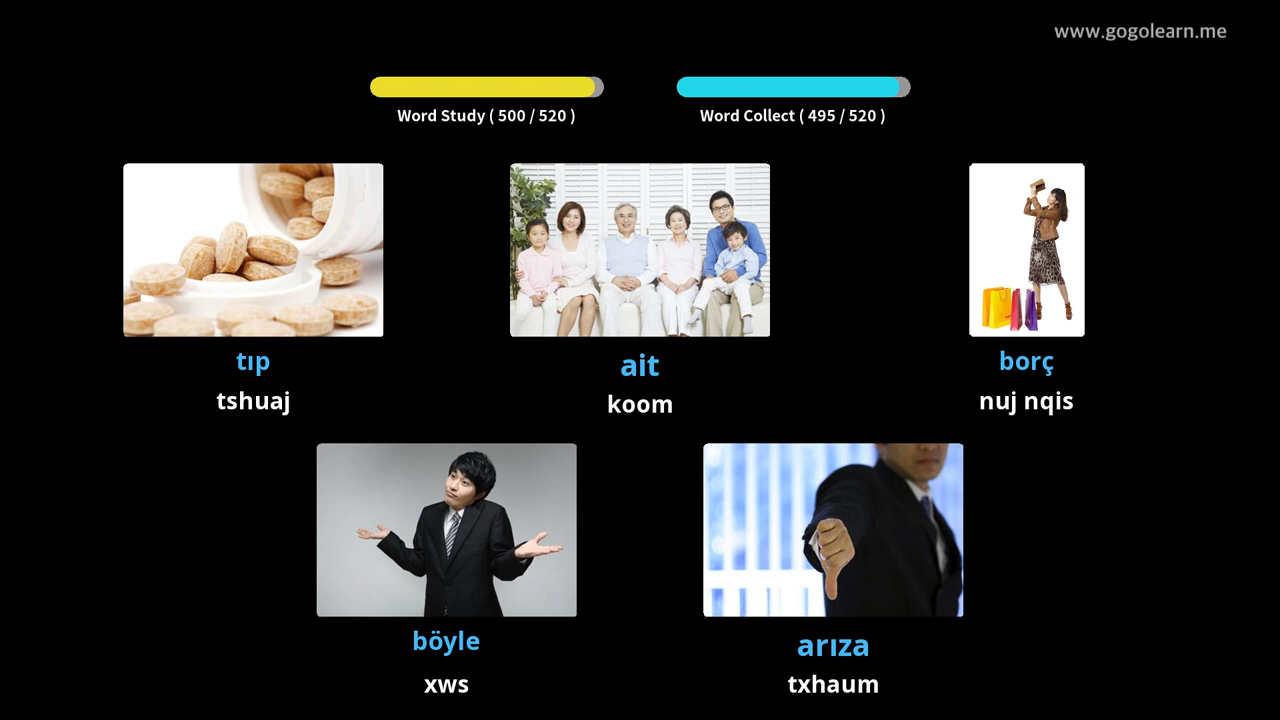 www.gogolearn.me
Word Study ( 500 / 520 )
Word Collect ( 495 / 520 )
tıp
tshuaj
ait
koom
borç
nuj nqis
böyle
xws
arıza
txhaum